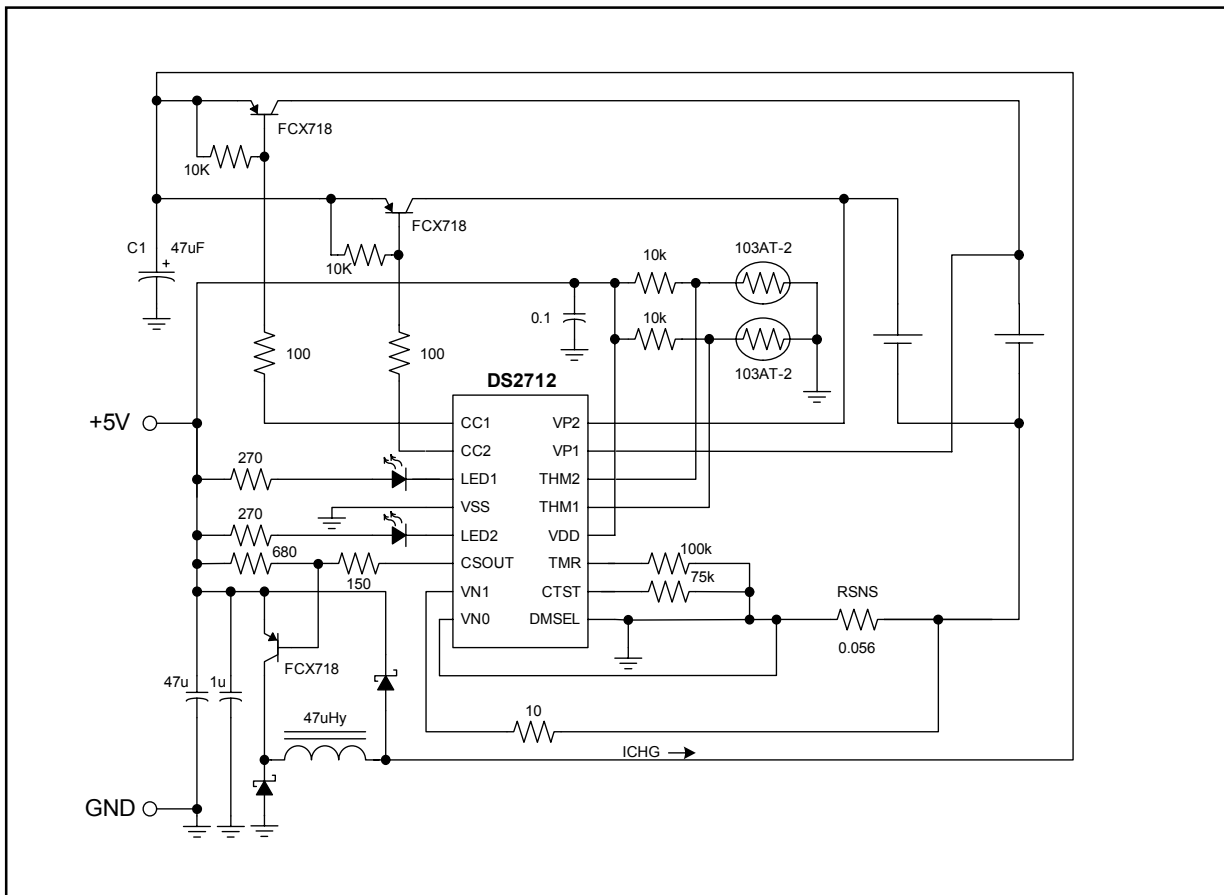 FCX718
10K
FCX718
C1
47uF
+
10K
10k
103AT-2
0.1
10k
100
100
103AT-2
DS2712
+5V
CC1
VP2
CC2
VP1
270
LED1
THM2
VSS
THM1
270
LED2
VDD
680
CSOUT
TMR
100k
150
75k
VN1
CTST
RSNS
VN0
DMSEL
0.056
FCX718
47u
1u
47uHy
10
ICHG
GND